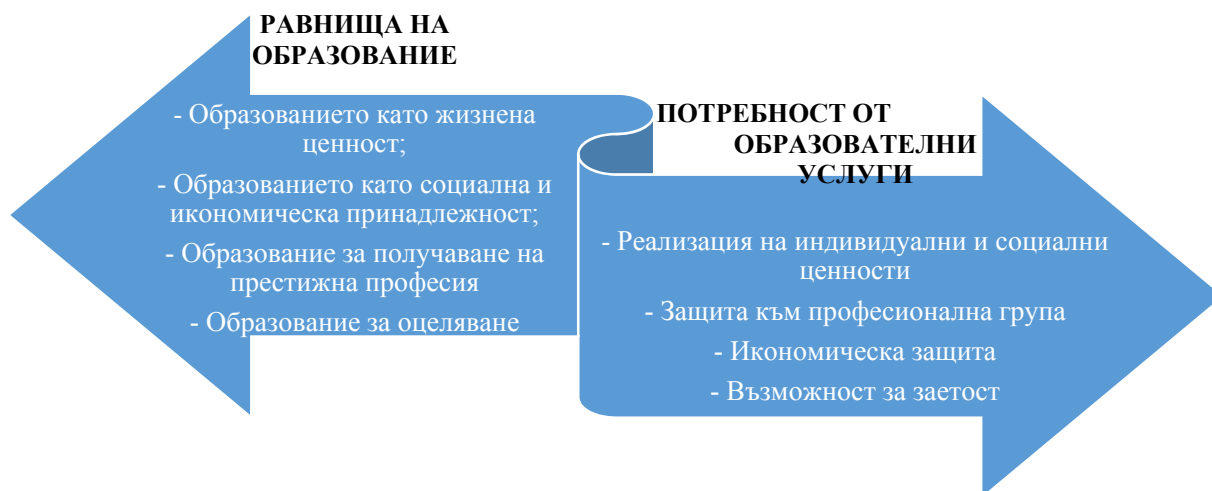 РАВНИЩА НА
ОБРАЗОВАНИЕ
- Образованието като жизнена
ценност;
- Образованието като социална и
икономическа принадлежност;
- Образование за получаване на
престижна професия
- Образование за оцеляване
ПОТРЕБНОСТ ОТ
ОБРАЗОВАТЕЛНИ
УСЛУГИ
- Реализация на индивидуални и социални
ценности
- Защита към професионална група
- Икономическа защита
- Възможност за заетост